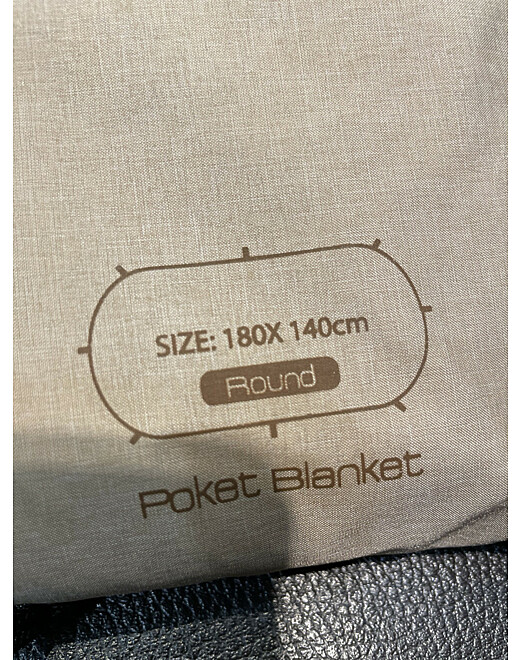 SIZE: 180X 140cm
Round
Poket Blanket